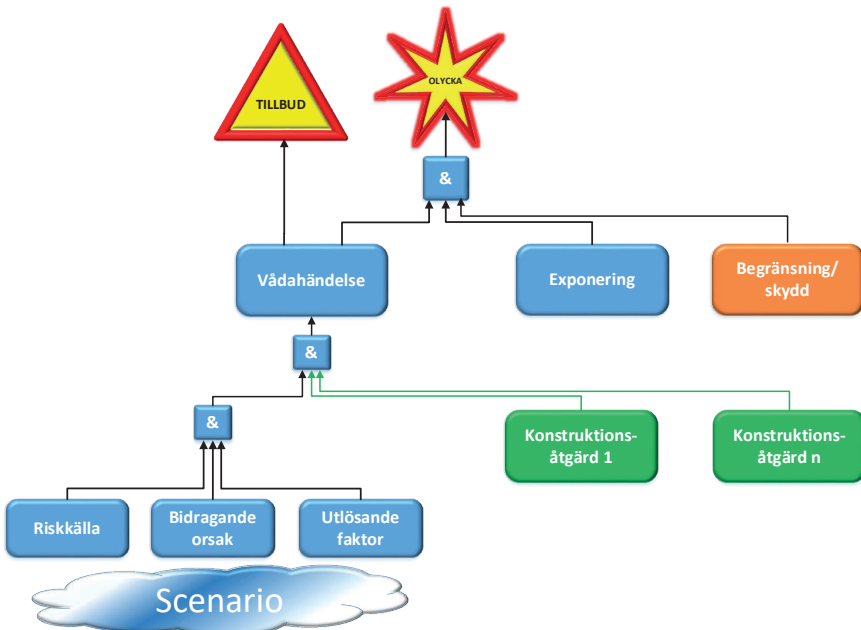 TILLBUD
OLYCKA
&
Vådahändelse
Exponering
Begränsning/
skydd
&
&
Konstruktions-
åtgärd 1
Konstruktions-
åtgärd n
Riskkälla
Bidragande
orsak
Utlösande
faktor
Scenario